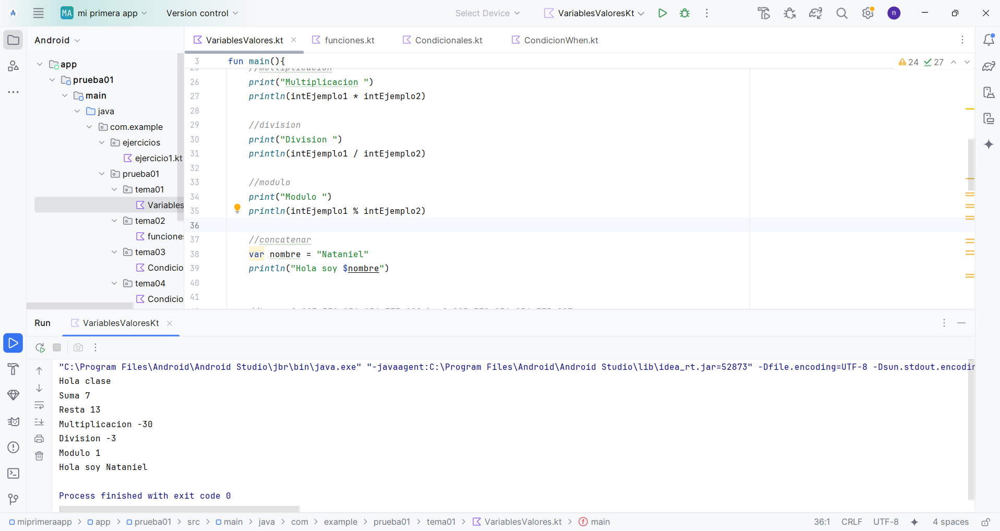 MA mi primera app Version control Select Device VariablesValoresKt n
Android
app
prueba01
main
java
com.example
ejercicios
ejercicio1.kt
prueba01
tema01
Variables
tema02
funciones
tema03
Condicio
tema04
Condicio
VariablesValores.kt funciones.kt Condicionales.kt CondicionWhen.kt
24 27
3 fun main(){
//multiplicacion
26 print("Multiplicacion ")
27 println(intEjemplo1 * intEjemplo2)
28
29 //division
30 print("Division ")
31 println(intEjemplo1 / intEjemplo2)
32
33 //modulo
34 print("Modulo ")
35 println(intEjemplo1 % intEjemplo2)
36
37 //concatenar
38 var nombre = "Nataniel"
39 println("Hola soy $nombre")
40
41
Run VariablesValoresKt
"C:\Program Files\Android\Android Studio\jbr\bin\java.exe" "-javaagent:C:\Program Files\Android\Android Studio\lib\idea_rt.jar=52873" -Dfile.encoding=UTF-8 -Dsun.stdout.encodin
Hola clase
Suma 7
Resta 13
Multiplicacion -30
Division -3
Modulo 1
Hola soy Nataniel
Process finished with exit code 0
miprimeraapp > app > prueba01 > src > main > java > com > example > prueba01 > tema01 > VariablesValores.kt > f main
36:1 CRLF UTF-8 4 spaces